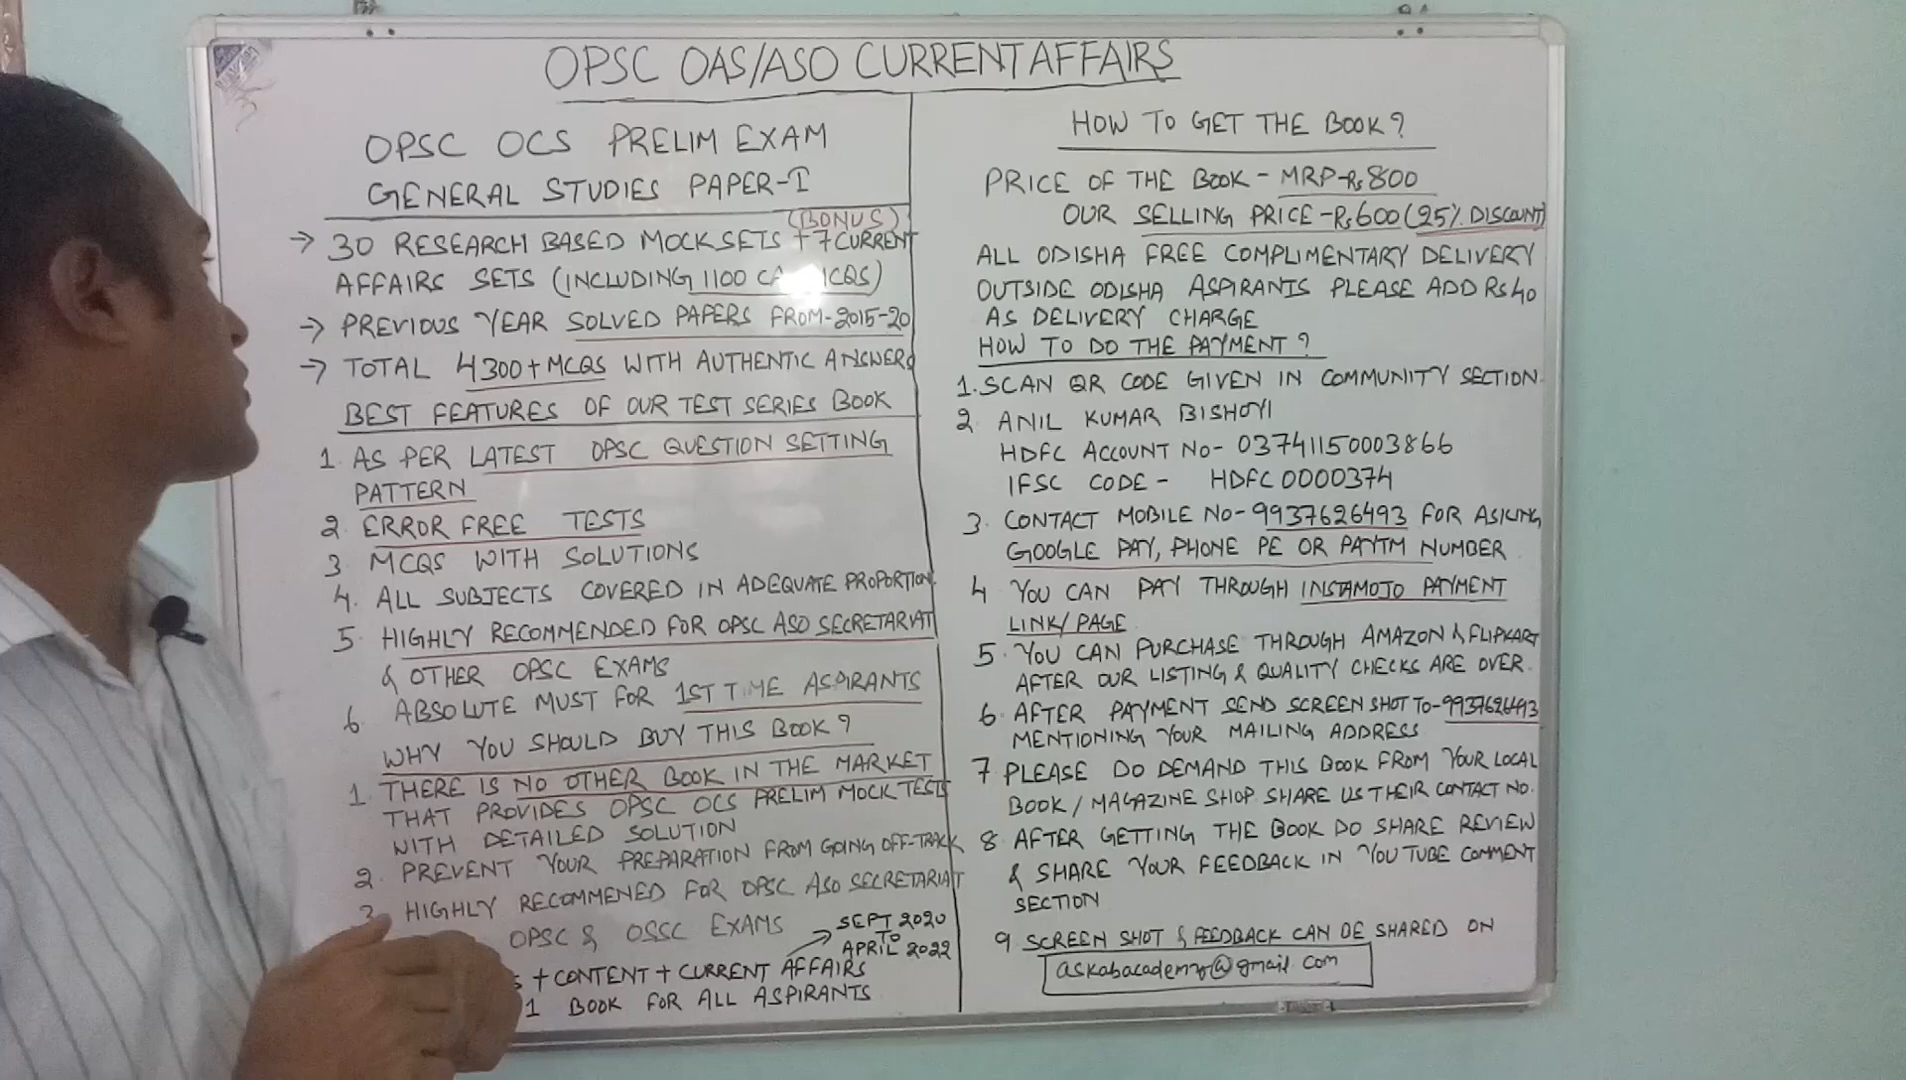 OPSC OAS/ASO CURRENT AFFAIRS
OPSC OCS PRELIM EXAM
GENERAL STUDIES PAPER-I
(BONUS)
→ 30 RESEARCH BASED MOCK SETS + 7 CURRENT
AFFAIRS SETS (INCLUDING 1100 MCQS)
→ PREVIOUS YEAR SOLVED PAPERS FROM-2015-20
→ TOTAL 4300+ MCQS WITH AUTHENTIC ANSWERS
BEST FEATURES OF OUR TEST SERIES BOOK
1. AS PER LATEST OPSC QUESTION SETTING
PATTERN
2. ERROR FREE TESTS
3 MCQS WITH SOLUTIONS
4. ALL SUBJECTS COVERED IN ADEQUATE PROPORTION.
5 HIGHLY RECOMMENDED FOR OPSC ASO SECRETARIAT
& OTHER OPSC EXAMS
6. ABSOLUTE MUST FOR 1ST TIME ASPIRANTS
WHY YOU SHOULD BUY THIS BOOK?
1. THERE IS NO OTHER BOOK IN THE MARKET
THAT PROVIDES OPSC OCS PRELIM MOCK TESTS
WITH DETAILED SOLUTION
2. PREVENT YOUR PREPARATION FROM GOING OFF-TRACK
3 HIGHLY RECOMMENED FOR OPSC ASO SECRETARIAT
OPSC & OSSC EXAMS
SEPT 2020
TO
APRIL 2022
+ CONTENT + CURRENT AFFAIRS
1 BOOK FOR ALL ASPIRANTS
HOW TO GET THE BOOK?
PRICE OF THE BOOK - MRP-Rs 800
OUR SELLING PRICE-Rs 600 (25% DISCOUNT)
ALL ODISHA FREE COMPLIMENTARY DELIVERY
OUTSIDE ODISHA ASPIRANTS PLEASE ADD Rs 40
AS DELIVERY CHARGE
HOW TO DO THE PAYMENT?
1. SCAN QR CODE GIVEN IN COMMUNITY SECTION.
2 ANIL KUMAR BISHOYI
HDFC ACCOUNT NO- 03741150003866
IFSC CODE - HDFC0000374
3. CONTACT MOBILE NO-9937626493 FOR ASKING
GOOGLE PAY, PHONE PE OR PAYTM NUMBER
4 YOU CAN PAY THROUGH INSTAMOJO PAYMENT
LINK/PAGE
5. YOU CAN PURCHASE THROUGH AMAZON & FLIPKART
AFTER OUR LISTING & QUALITY CHECKS ARE OVER.
6. AFTER PAYMENT SEND SCREEN SHOT TO-9937626493
MENTIONING YOUR MAILING ADDRESS
7 PLEASE DO DEMAND THIS BOOK FROM YOUR LOCAL
BOOK/MAGAZINE SHOP. SHARE US THEIR CONTACT NO.
8 AFTER GETTING THE BOOK DO SHARE REVIEW
& SHARE YOUR FEEDBACK IN YOU TUBE COMMENT
SECTION
9 SCREEN SHOT & FEEDBACK CAN BE SHARED ON
askabacademy@gmail.com